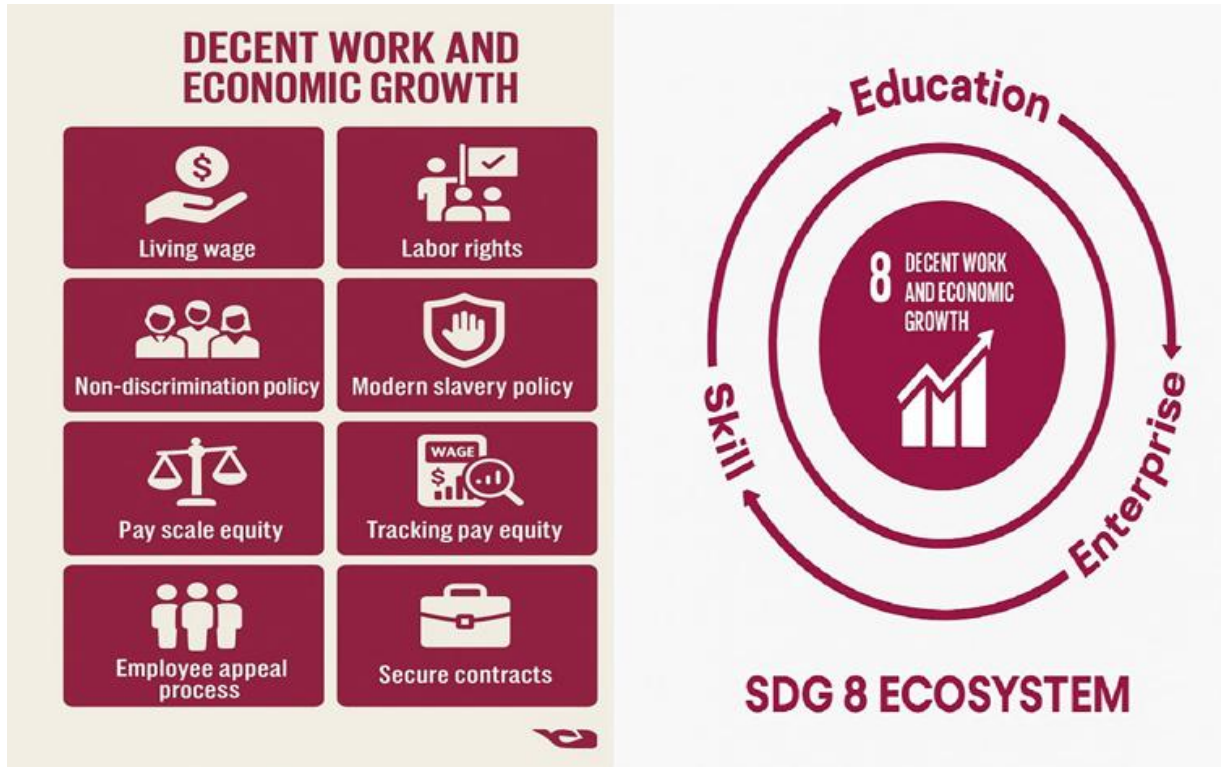 DECENT WORK AND
ECONOMIC GROWTH
$
Living wage
Labor rights
Non-discrimination policy
Modern slavery policy
Pay scale equity
WAGE
$
Tracking pay equity
Employee appeal
process
Secure contracts
Education
8 DECENT WORK
AND ECONOMIC
GROWTH
Skill
Enterprise
SDG 8 ECOSYSTEM